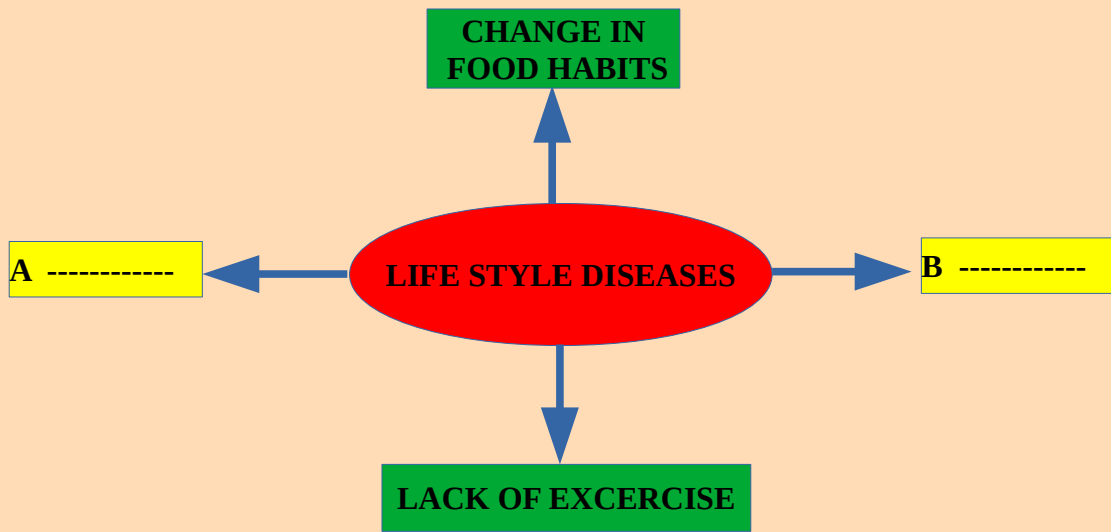 CHANGE IN
FOOD HABITS
A ------------
LIFE STYLE DISEASES
B ------------
LACK OF EXCERCISE